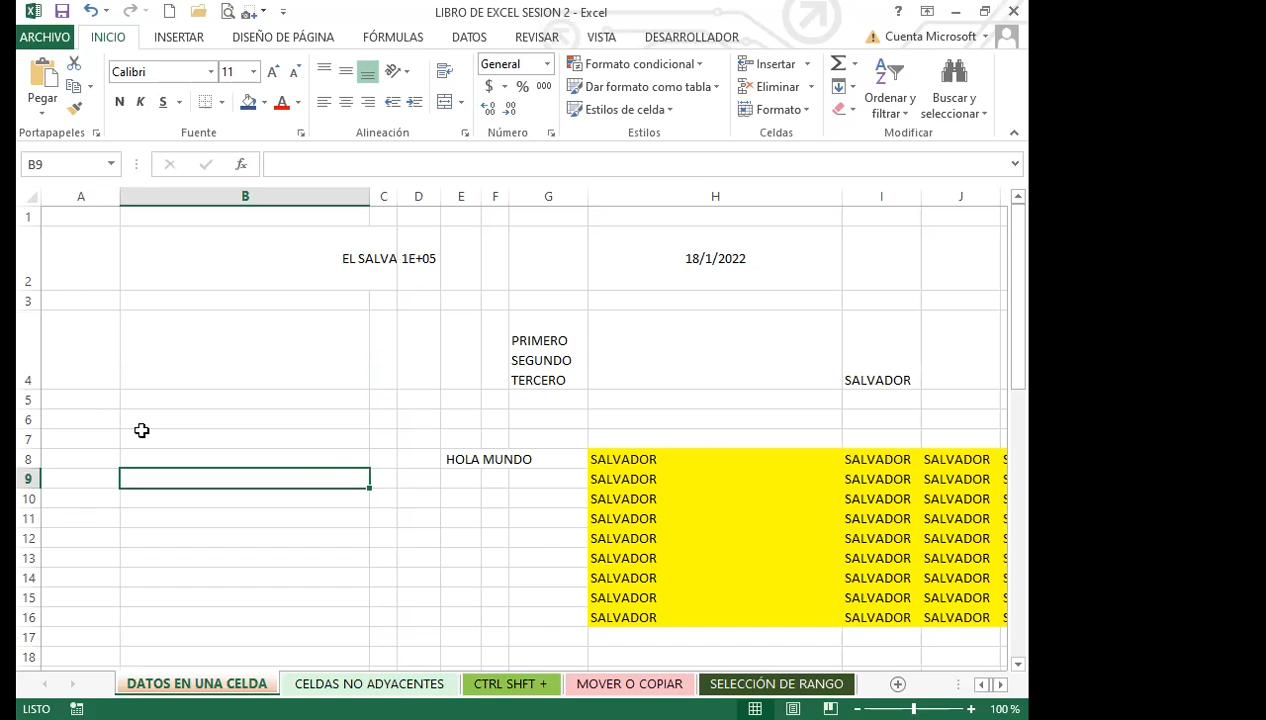 LIBRO DE EXCEL SESION 2 - Excel
?
ARCHIVO INICIO INSERTAR DISEÑO DE PÁGINA FÓRMULAS DATOS REVISAR VISTA DESARROLLADOR Cuenta Microsoft
Pegar
Portapapeles
Calibri 11
N K S A
Fuente
Alineación
General
$ % 000
Número
Formato condicional
Dar formato como tabla
Estilos de celda
Estilos
Insertar
Eliminar
Formato
Celdas
Ordenar y filtrar
Buscar y seleccionar
Modificar
B9 fx
A B C D E F G H I J
1
2 EL SALVA 1E+05 18/1/2022
3
PRIMERO
SEGUNDO
4 TERCERO SALVADOR
5
6
7
8 HOLA MUNDO SALVADOR SALVADOR SALVADOR S
9 SALVADOR SALVADOR SALVADOR S
10 SALVADOR SALVADOR SALVADOR S
11 SALVADOR SALVADOR SALVADOR S
12 SALVADOR SALVADOR SALVADOR S
13 SALVADOR SALVADOR SALVADOR S
14 SALVADOR SALVADOR SALVADOR S
15 SALVADOR SALVADOR SALVADOR S
16 SALVADOR SALVADOR SALVADOR S
17
18
DATOS EN UNA CELDA CELDAS NO ADYACENTES CTRL SHFT + MOVER O COPIAR SELECCIÓN DE RANGO
LISTO 100 %